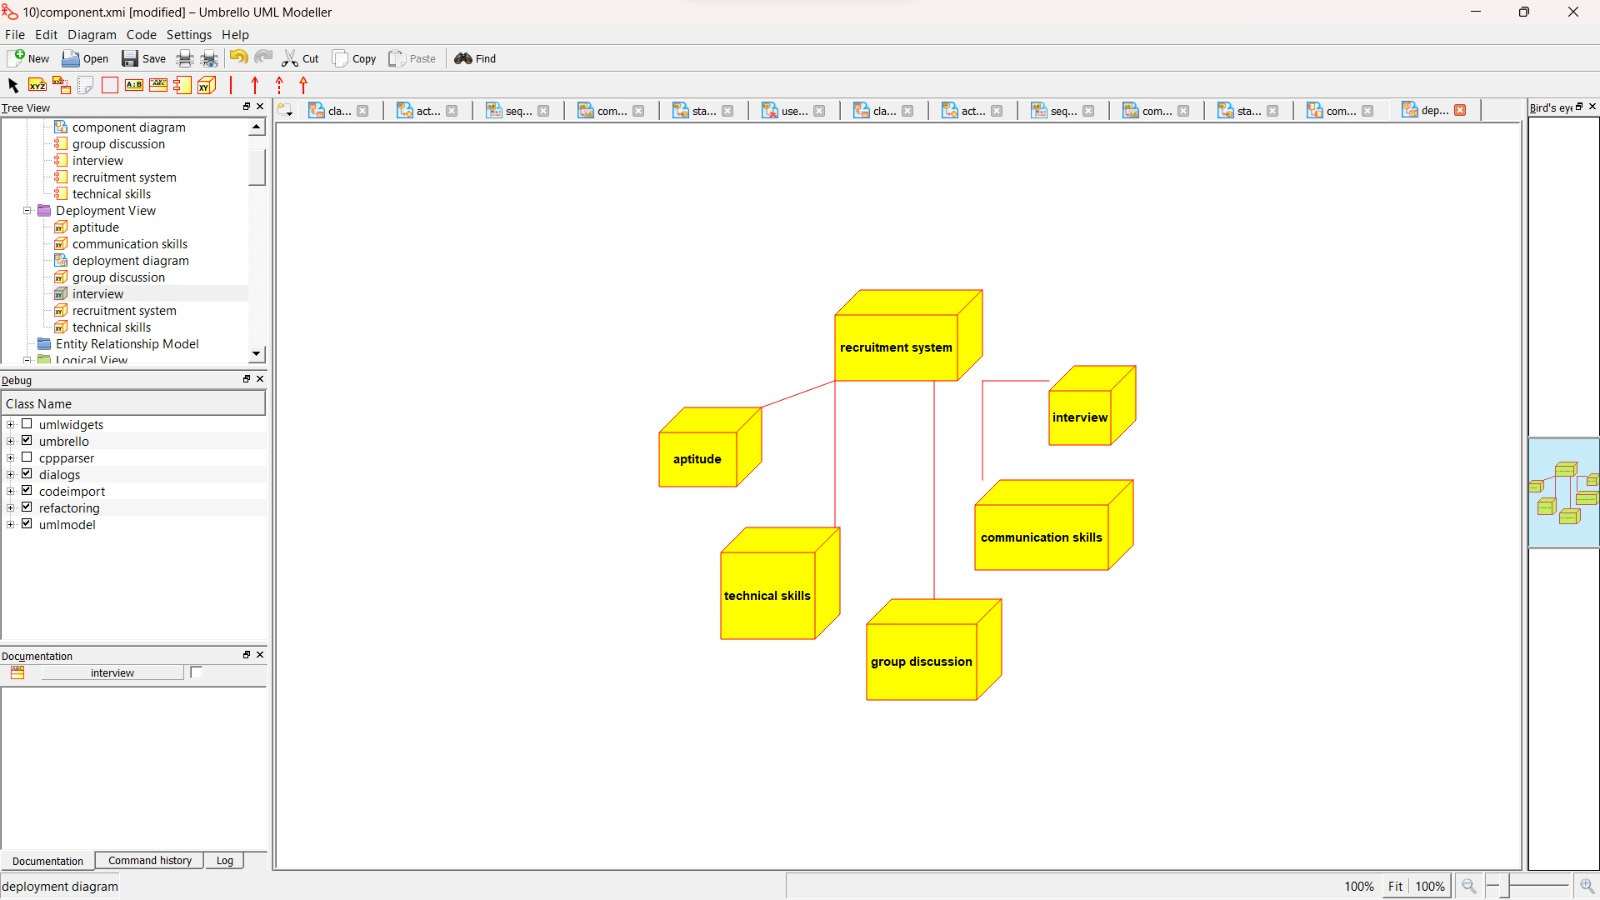 10)component.xmi [modified] – Umbrello UML Modeller
File Edit Diagram Code Settings Help
New Open Save Cut Copy Paste Find
Tree View
component diagram
group discussion
interview
recruitment system
technical skills
Deployment View
aptitude
communication skills
deployment diagram
group discussion
interview
recruitment system
technical skills
Entity Relationship Model
Logical View
Debug
Class Name
umlwidgets
umbrello
cppparser
dialogs
codeimport
refactoring
umlmodel
Documentation
interview
Documentation Command history Log
deployment diagram
cla... act... seq... com... sta... use... cla... act... seq... com... sta... com... dep...
recruitment system
interview
aptitude
communication skills
technical skills
group discussion
Bird's eye
100% Fit 100%